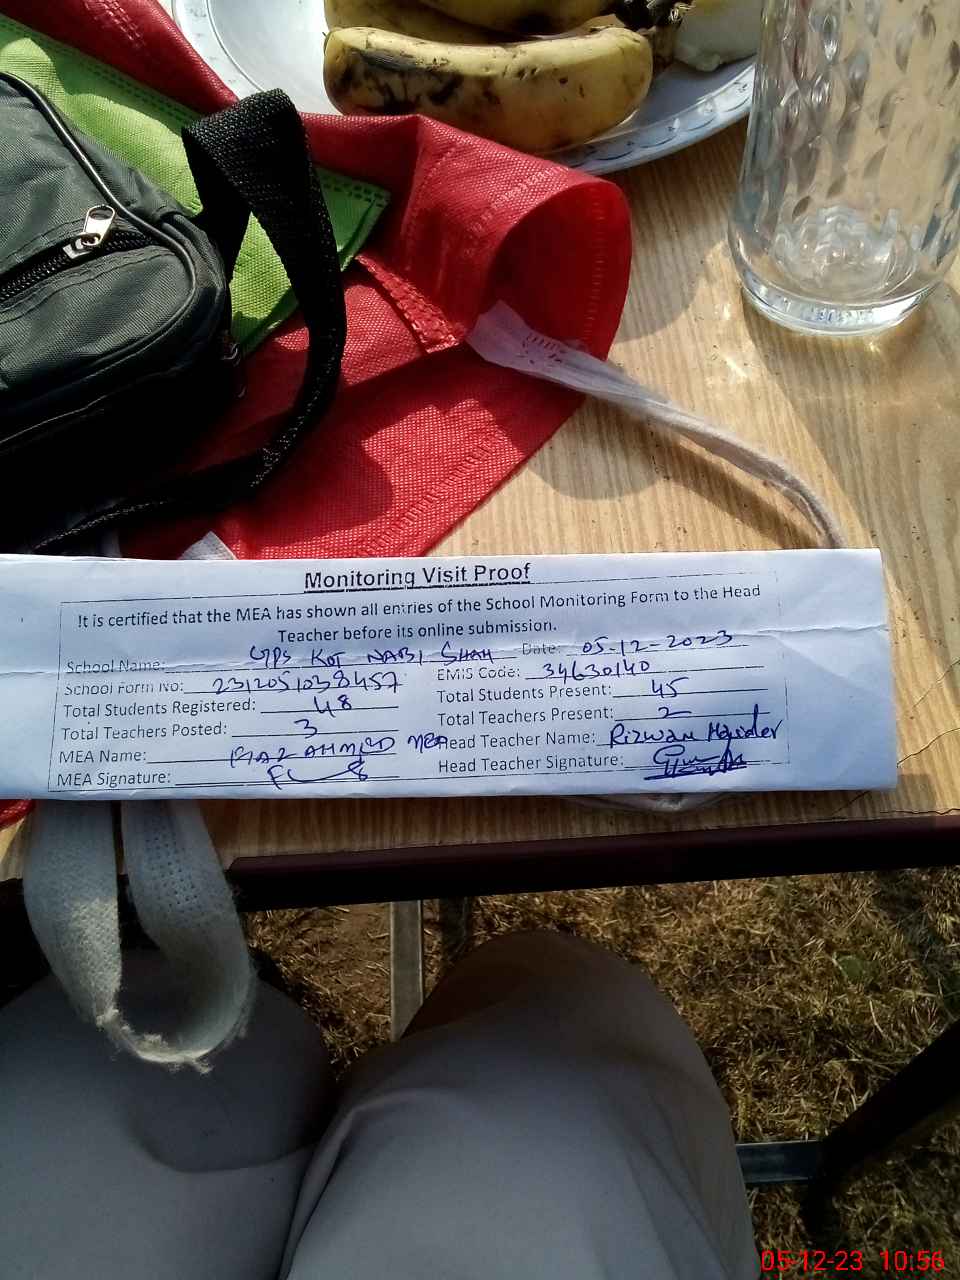 Monitoring Visit Proof
It is certified that the MEA has shown all entries of the School Monitoring Form to the Head
Teacher before its online submission.
School Name: GPS KOT NABI SHAH Date: 05-12-2023
School Form No: 2312051038457 EMIS Code: 34630140
Total Students Registered: 48 Total Students Present: 45
Total Teachers Posted: 3 Total Teachers Present: 2
MEA Name: AHMED MEA Head Teacher Name: Rizwan Haider
MEA Signature: Head Teacher Signature:
05-12-23 10:56